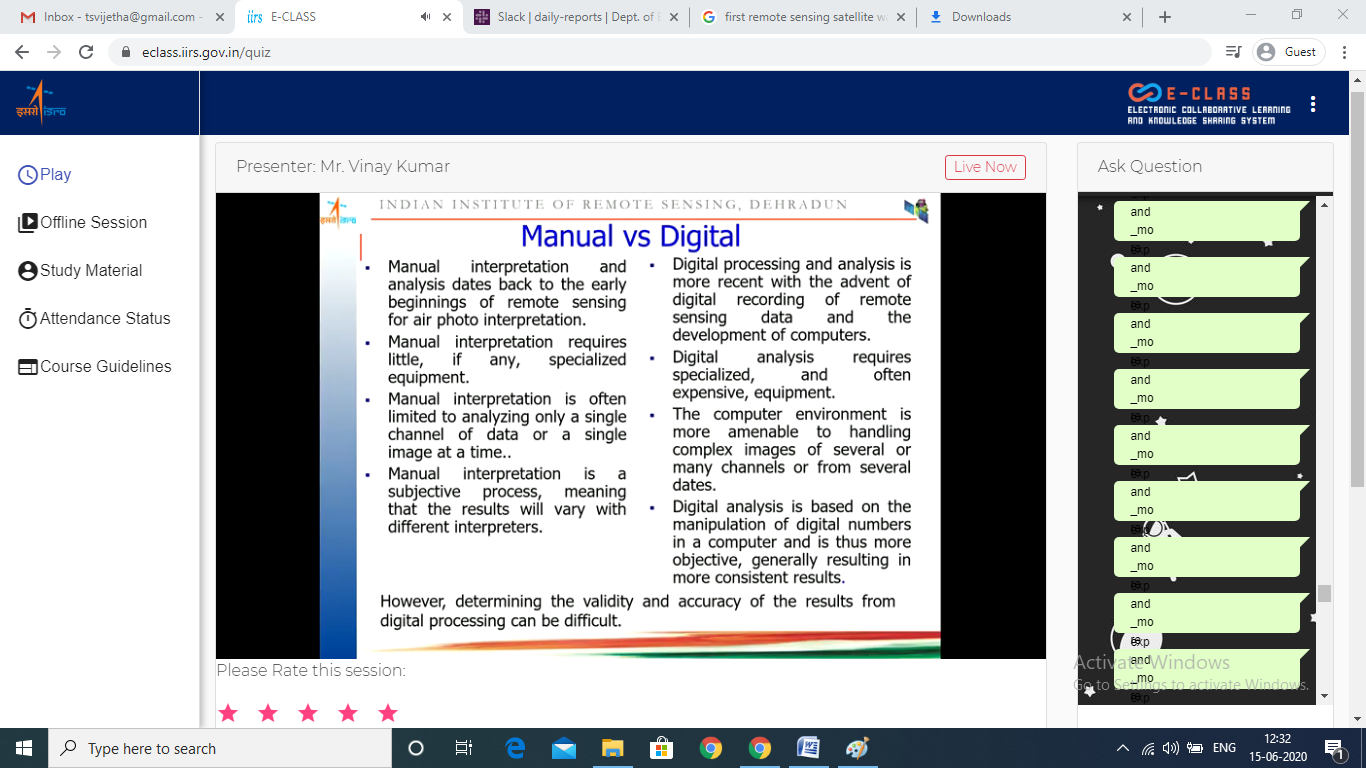 Inbox - tsvijetha@gmail.com -
iirs E-CLASS
Slack | daily-reports | Dept. of
first remote sensing satellite w
Downloads
eclass.iirs.gov.in/quiz
Guest
इसरो isro
E-CLASS
ELECTRONIC COLLABORATIVE LEARNING
AND KNOWLEDGE SHARING SYSTEM
Play
Offline Session
Study Material
Attendance Status
Course Guidelines
Presenter: Mr. Vinay Kumar
Live Now
इसरो isro
INDIAN INSTITUTE OF REMOTE SENSING, DEHRADUN
Manual vs Digital
▪ Manual interpretation and
analysis dates back to the early
beginnings of remote sensing
for air photo interpretation.
▪ Manual interpretation requires
little, if any, specialized
equipment.
▪ Manual interpretation is often
limited to analyzing only a single
channel of data or a single
image at a time..
▪ Manual interpretation is a
subjective process, meaning
that the results will vary with
different interpreters.
▪ Digital processing and analysis is
more recent with the advent of
digital recording of remote
sensing data and the
development of computers.
▪ Digital analysis requires
specialized, and often
expensive, equipment.
▪ The computer environment is
more amenable to handling
complex images of several or
many channels or from several
dates.
▪ Digital analysis is based on the
manipulation of digital numbers
in a computer and is thus more
objective, generally resulting in
more consistent results.
However, determining the validity and accuracy of the results from
digital processing can be difficult.
Please Rate this session:
Ask Question
and
_mo
and
_mo
and
_mo
and
_mo
and
_mo
and
_mo
and
_mo
and
_mo
and
_mo
Activate Windows
Go to Settings to activate Windows.
Type here to search
ENG
12:32
15-06-2020
1